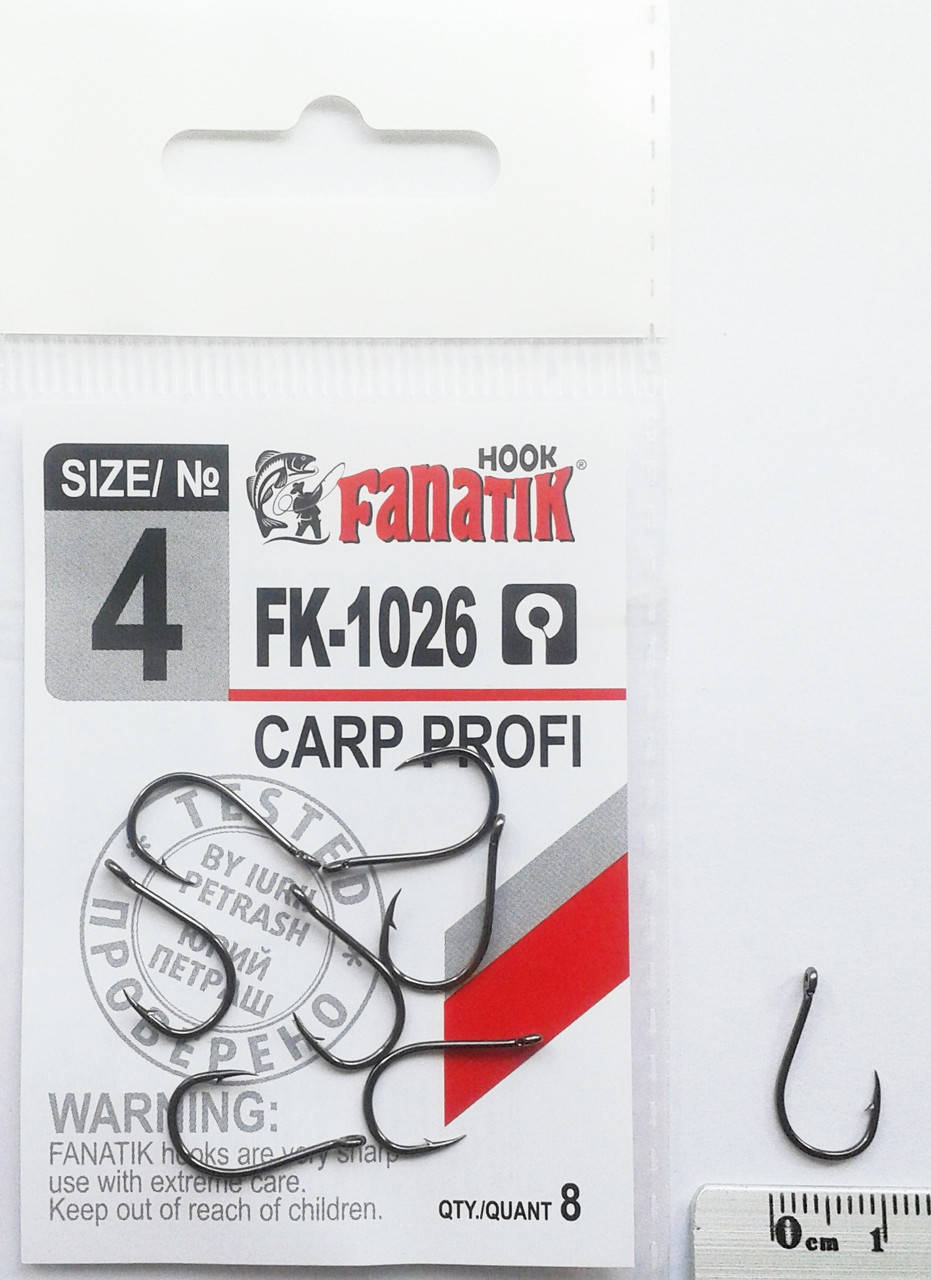 SIZE/ №
4
HOOK
FANATIK®
FK-1026
CARP PROFI
TESTED
BY IURII
PETRASH
ЮРИЙ
ПЕТРАШ
ПРОВЕРЕНО
WARNING:
FANATIK hooks are very sharp
use with extreme care.
Keep out of reach of children.
QTY./QUANT 8
0 cm 1